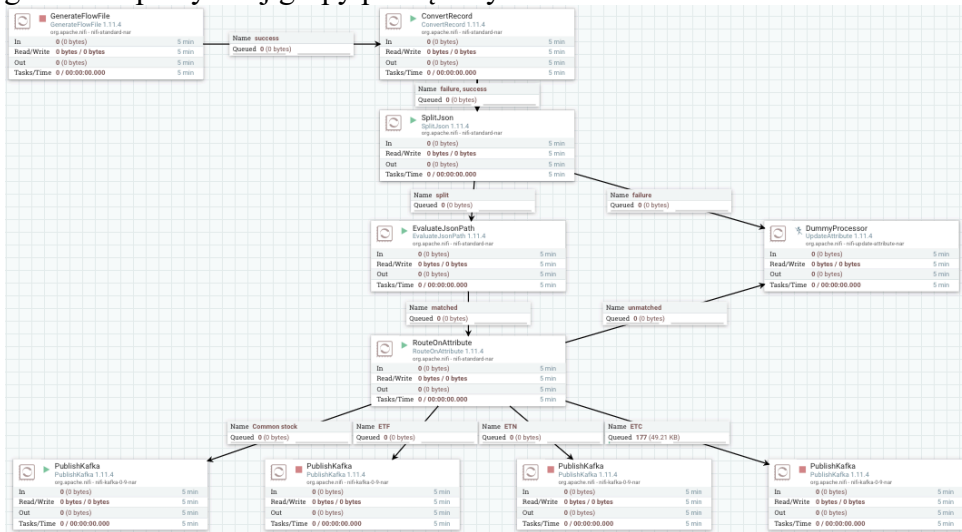 GenerateFlowFile
GenerateFlowFile 1.11.4
org.apache.nifi - nifi-standard-nar
In 0 (0 bytes) 5 min
Read/Write 0 bytes / 0 bytes 5 min
Out 0 (0 bytes) 5 min
Tasks/Time 0 / 00:00:00.000 5 min
Name success
Queued 0 (0 bytes)
ConvertRecord
ConvertRecord 1.11.4
org.apache.nifi - nifi-standard-nar
In 0 (0 bytes) 5 min
Read/Write 0 bytes / 0 bytes 5 min
Out 0 (0 bytes) 5 min
Tasks/Time 0 / 00:00:00.000 5 min
Name failure, success
Queued 0 (0 bytes)
SplitJson
SplitJson 1.11.4
org.apache.nifi - nifi-standard-nar
In 0 (0 bytes) 5 min
Read/Write 0 bytes / 0 bytes 5 min
Out 0 (0 bytes) 5 min
Tasks/Time 0 / 00:00:00.000 5 min
Name split
Queued 0 (0 bytes)
Name failure
Queued 0 (0 bytes)
EvaluateJsonPath
EvaluateJsonPath 1.11.4
org.apache.nifi - nifi-standard-nar
In 0 (0 bytes) 5 min
Read/Write 0 bytes / 0 bytes 5 min
Out 0 (0 bytes) 5 min
Tasks/Time 0 / 00:00:00.000 5 min
DummyProcessor
UpdateAttribute 1.11.4
org.apache.nifi - nifi-update-attribute-nar
In 0 (0 bytes) 5 min
Read/Write 0 bytes / 0 bytes 5 min
Out 0 (0 bytes) 5 min
Tasks/Time 0 / 00:00:00.000 5 min
Name matched
Queued 0 (0 bytes)
Name unmatched
Queued 0 (0 bytes)
RouteOnAttribute
RouteOnAttribute 1.11.4
org.apache.nifi - nifi-standard-nar
In 0 (0 bytes) 5 min
Read/Write 0 bytes / 0 bytes 5 min
Out 0 (0 bytes) 5 min
Tasks/Time 0 / 00:00:00.000 5 min
Name Common stock
Queued 0 (0 bytes)
Name ETF
Queued 0 (0 bytes)
Name ETN
Queued 0 (0 bytes)
Name ETC
Queued 177 (49.21 KB)
PublishKafka
PublishKafka 1.11.4
org.apache.nifi - nifi-kafka-0-9-nar
In 0 (0 bytes) 5 min
Read/Write 0 bytes / 0 bytes 5 min
Out 0 (0 bytes) 5 min
Tasks/Time 0 / 00:00:00.000 5 min
PublishKafka
PublishKafka 1.11.4
org.apache.nifi - nifi-kafka-0-9-nar
In 0 (0 bytes) 5 min
Read/Write 0 bytes / 0 bytes 5 min
Out 0 (0 bytes) 5 min
Tasks/Time 0 / 00:00:00.000 5 min
PublishKafka
PublishKafka 1.11.4
org.apache.nifi - nifi-kafka-0-9-nar
In 0 (0 bytes) 5 min
Read/Write 0 bytes / 0 bytes 5 min
Out 0 (0 bytes) 5 min
Tasks/Time 0 / 00:00:00.000 5 min
PublishKafka
PublishKafka 1.11.4
org.apache.nifi - nifi-kafka-0-9-nar
In 0 (0 bytes) 5 min
Read/Write 0 bytes / 0 bytes 5 min
Out 0 (0 bytes) 5 min
Tasks/Time 0 / 00:00:00.000 5 min